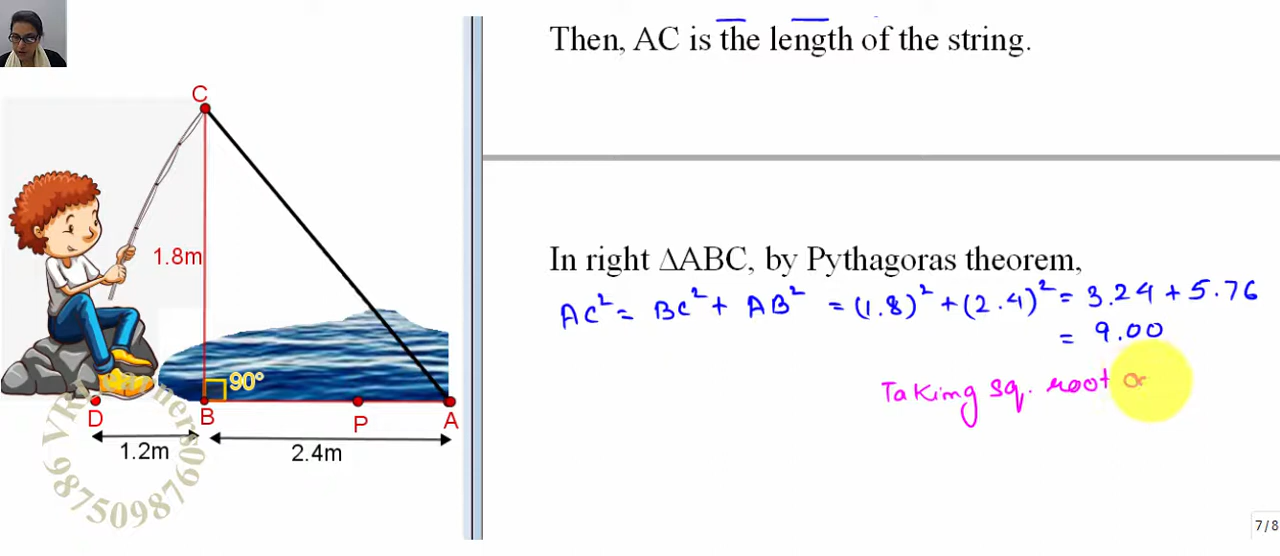 Then, AC is the length of the string.
C
1.8m
90°
D
B
P
A
1.2m
2.4m
In right ΔABC, by Pythagoras theorem,
AC² = BC² + AB² = (1.8)² + (2.4)² = 3.24 + 5.76
= 9.00
Taking sq. root o
9875098760
7/8